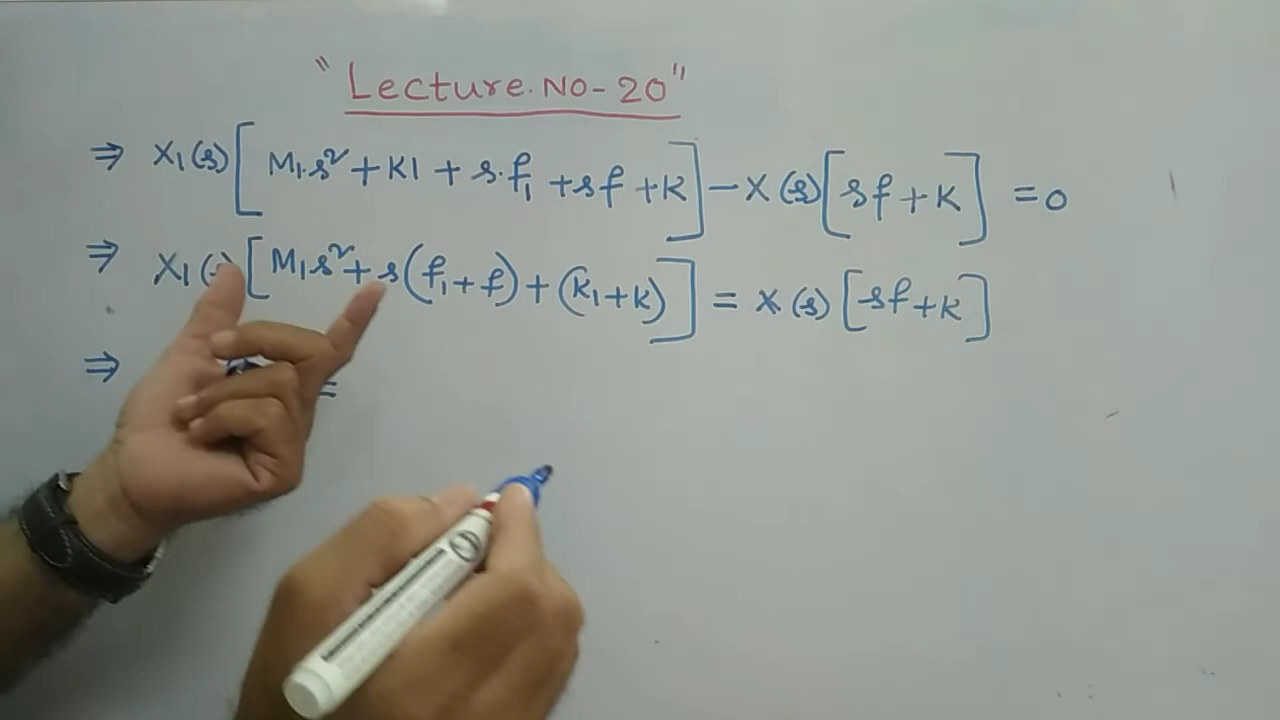 "Lecture. No - 20"
⇒ X1(s) [ M1.s² + K1 + s.f1 + sf + K ] - X(s) [ sf + K ] = 0
⇒ X1( [ M1s² + s(f1 + f) + (K1 + K) ] = X(s) [ sf + K ]
⇒ =